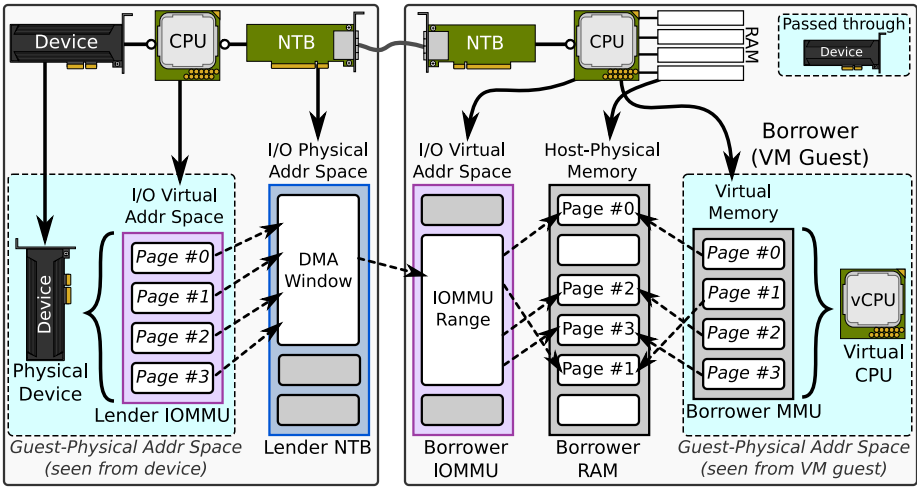 Device
CPU
NTB
NTB
CPU
RAM
Passed through
Device
Borrower
(VM Guest)
I/O Physical
Addr Space
I/O Virtual
Addr Space
Host-Physical
Memory
I/O Virtual
Addr Space
Virtual
Memory
Device
Page #0
Page #1
Page #2
Page #3
DMA
Window
IOMMU
Range
Page #0
Page #2
Page #3
Page #1
Page #0
Page #1
Page #2
Page #3
vCPU
Physical
Device
Virtual
CPU
Lender IOMMU
Borrower MMU
Guest-Physical Addr Space
(seen from device)
Lender NTB
Borrower
IOMMU
Borrower
RAM
Guest-Physical Addr Space
(seen from VM guest)